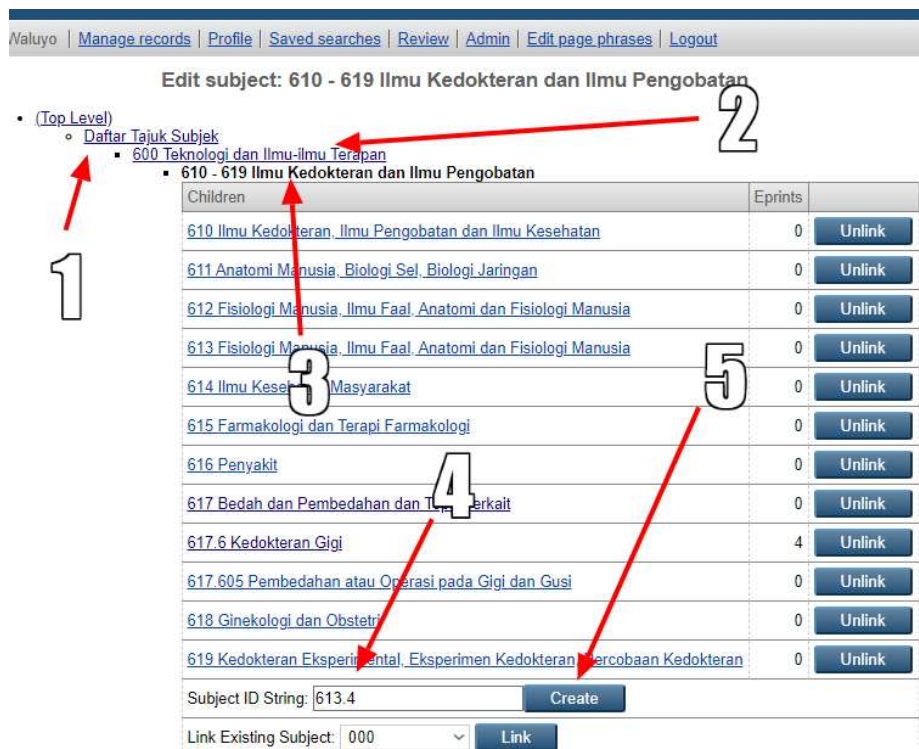 Waluyo | Manage records | Profile | Saved searches | Review | Admin | Edit page phrases | Logout
Edit subject: 610 - 619 Ilmu Kedokteran dan Ilmu Pengobatan
2
(Top Level)
Daftar Tajuk Subjek
600 Teknologi dan Ilmu-ilmu Terapan
610 - 619 Ilmu Kedokteran dan Ilmu Pengobatan
1
Children Eprints
610 Ilmu Kedokteran, Ilmu Pengobatan dan Ilmu Kesehatan 0 Unlink
611 Anatomi Manusia, Biologi Sel, Biologi Jaringan 0 Unlink
612 Fisiologi Manusia, Ilmu Faal, Anatomi dan Fisiologi Manusia 0 Unlink
613 Fisiologi Manusia, Ilmu Faal, Anatomi dan Fisiologi Manusia 0 Unlink
3
5
614 Ilmu Kesehatan Masyarakat 0 Unlink
615 Farmakologi dan Terapi Farmakologi 0 Unlink
616 Penyakit 0 Unlink
4
617 Bedah dan Pembedahan dan Topik Terkait 0 Unlink
617.6 Kedokteran Gigi 4 Unlink
617.605 Pembedahan atau Operasi pada Gigi dan Gusi 0 Unlink
618 Ginekologi dan Obstetri 0 Unlink
619 Kedokteran Eksperimental, Eksperimen Kedokteran, Percobaan Kedokteran 0 Unlink
Subject ID String: 613.4 Create
Link Existing Subject: 000 Link